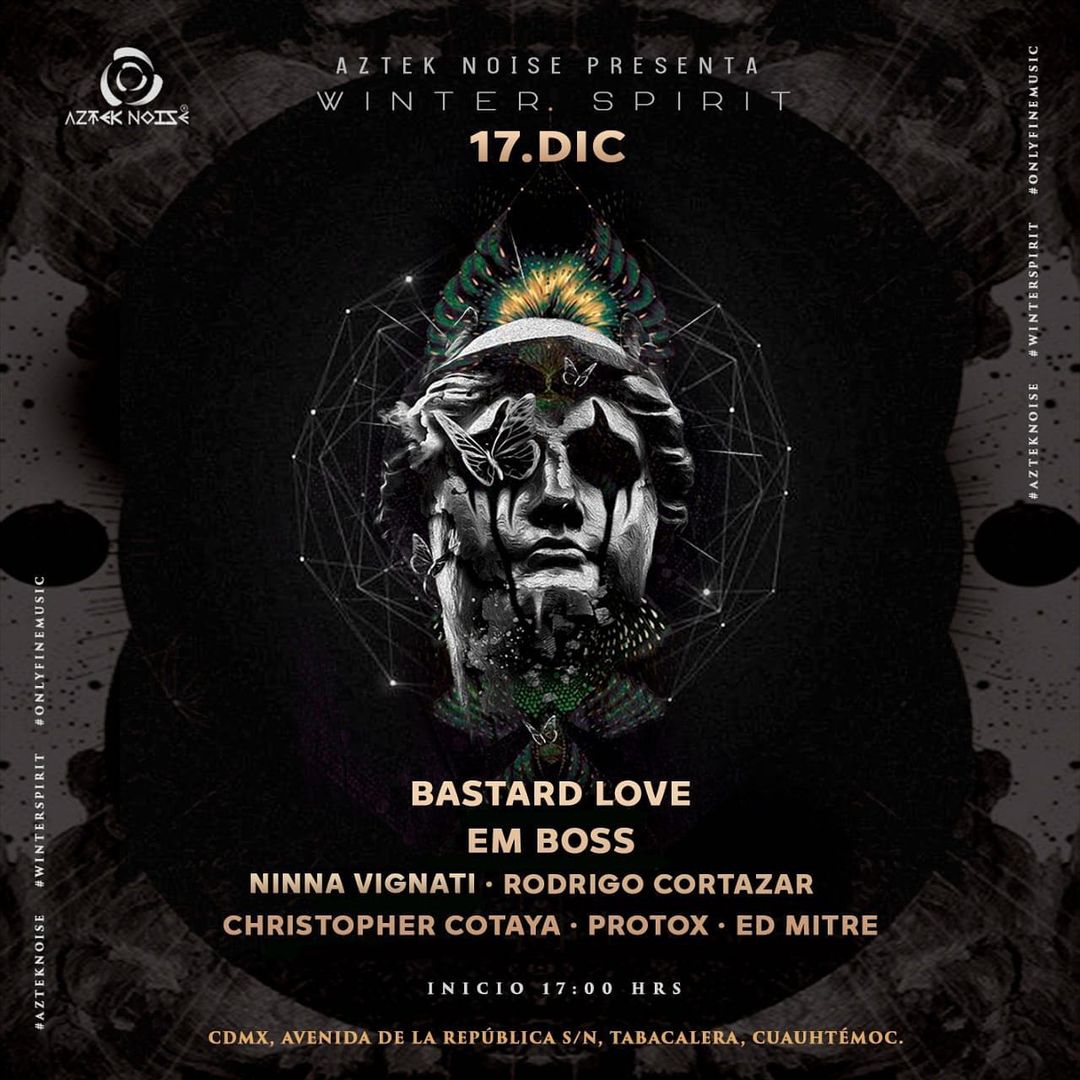 AZTEK NOISE
AZTEK NOISE PRESENTA
WINTER SPIRIT
17.DIC
#AZTEKNOISE #WINTERSPIRIT #ONLYFINEMUSIC
#AZTEKNOISE #WINTERSPIRIT #ONLYFINEMUSIC
BASTARD LOVE
EM BOSS
NINNA VIGNATI · RODRIGO CORTAZAR
CHRISTOPHER COTAYA · PROTOX · ED MITRE
INICIO 17:00 HRS
CDMX, AVENIDA DE LA REPÚBLICA S/N, TABACALERA, CUAUHTÉMOC.